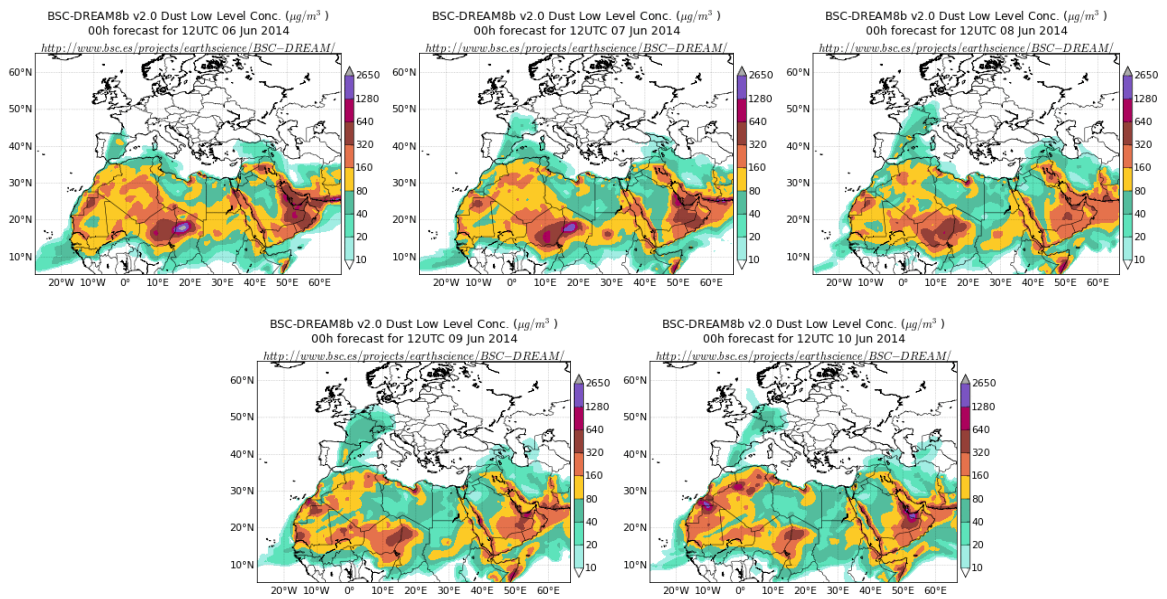 BSC-DREAM8b v2.0 Dust Low Level Conc. (μg/m³ )
00h forecast for 12UTC 06 Jun 2014
http://www.bsc.es/projects/earthscience/BSC−DREAM/
60°N
50°N
40°N
30°N
20°N
10°N
20°W 10°W 0° 10°E 20°E 30°E 40°E 50°E 60°E
2650
1280
640
320
160
80
40
20
10
BSC-DREAM8b v2.0 Dust Low Level Conc. (μg/m³ )
00h forecast for 12UTC 07 Jun 2014
http://www.bsc.es/projects/earthscience/BSC−DREAM/
60°N
50°N
40°N
30°N
20°N
10°N
20°W 10°W 0° 10°E 20°E 30°E 40°E 50°E 60°E
2650
1280
640
320
160
80
40
20
10
BSC-DREAM8b v2.0 Dust Low Level Conc. (μg/m³ )
00h forecast for 12UTC 08 Jun 2014
http://www.bsc.es/projects/earthscience/BSC−DREAM/
60°N
50°N
40°N
30°N
20°N
10°N
20°W 10°W 0° 10°E 20°E 30°E 40°E 50°E 60°E
2650
1280
640
320
160
80
40
20
10
BSC-DREAM8b v2.0 Dust Low Level Conc. (μg/m³ )
00h forecast for 12UTC 09 Jun 2014
http://www.bsc.es/projects/earthscience/BSC−DREAM/
60°N
50°N
40°N
30°N
20°N
10°N
20°W 10°W 0° 10°E 20°E 30°E 40°E 50°E 60°E
2650
1280
640
320
160
80
40
20
10
BSC-DREAM8b v2.0 Dust Low Level Conc. (μg/m³ )
00h forecast for 12UTC 10 Jun 2014
http://www.bsc.es/projects/earthscience/BSC−DREAM/
60°N
50°N
40°N
30°N
20°N
10°N
20°W 10°W 0° 10°E 20°E 30°E 40°E 50°E 60°E
2650
1280
640
320
160
80
40
20
10